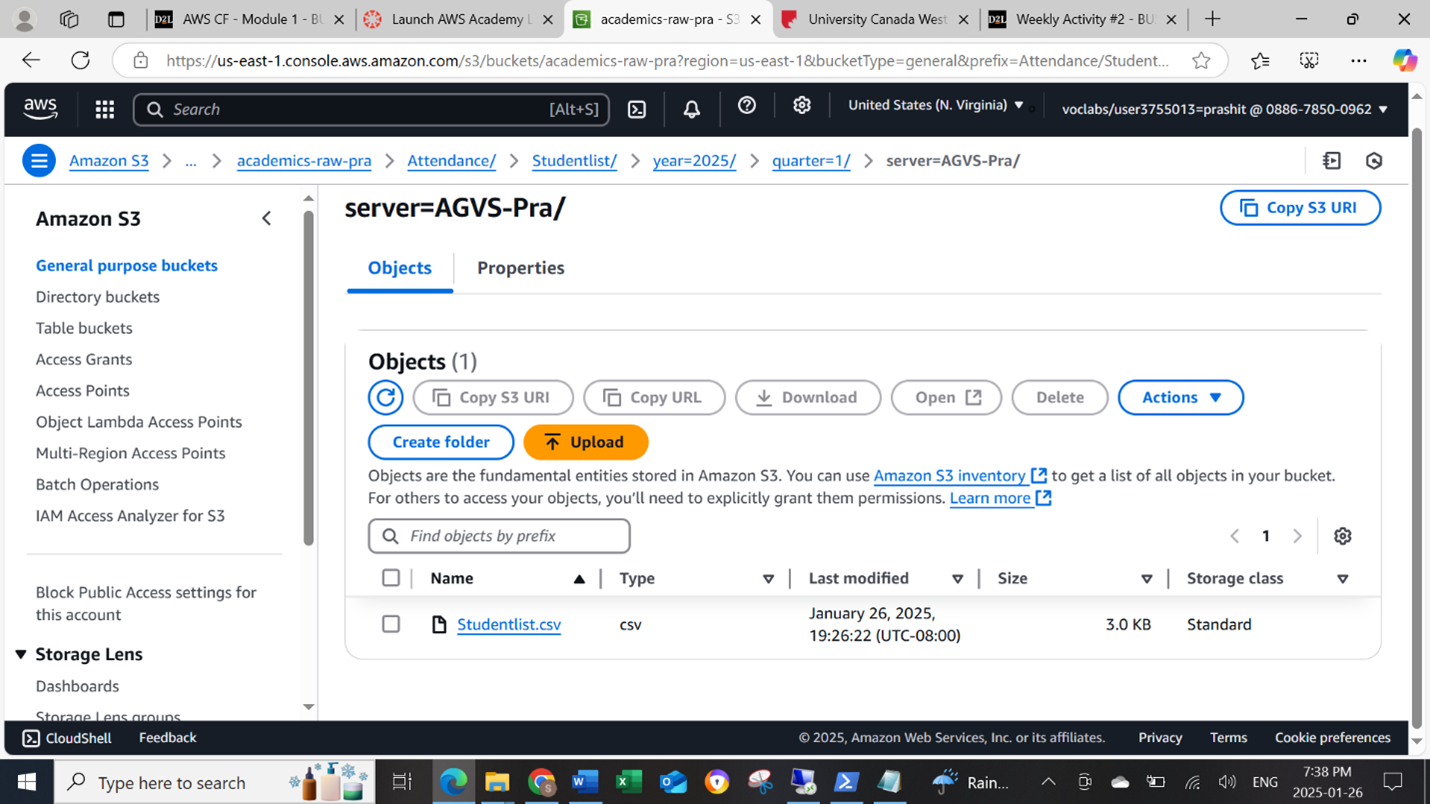 AWS CF - Module 1 - BU
Launch AWS Academy L
academics-raw-pra - S3
University Canada West
D2L
Weekly Activity #2 - BUS
https://us-east-1.console.aws.amazon.com/s3/buckets/academics-raw-pra?region=us-east-1&bucketType=general&prefix=Attendance/Student...
aws
Search
[Alt+S]
United States (N. Virginia)
voclabs/user3755013=prashit @ 0886-7850-0962
Amazon S3
...
academics-raw-pra
Attendance/
Studentlist/
year=2025/
quarter=1/
server=AGVS-Pra/
Amazon S3
General purpose buckets
Directory buckets
Table buckets
Access Grants
Access Points
Object Lambda Access Points
Multi-Region Access Points
Batch Operations
IAM Access Analyzer for S3
Block Public Access settings for
this account
Storage Lens
Dashboards
Storage Lens groups
server=AGVS-Pra/
Copy S3 URI
Objects
Properties
Objects (1)
Copy S3 URI
Copy URL
Download
Open
Delete
Actions
Create folder
Upload
Objects are the fundamental entities stored in Amazon S3. You can use Amazon S3 inventory to get a list of all objects in your bucket.
For others to access your objects, you'll need to explicitly grant them permissions. Learn more
Find objects by prefix
1
Name
Type
Last modified
Size
Storage class
Studentlist.csv
csv
January 26, 2025,
19:26:22 (UTC-08:00)
3.0 KB
Standard
CloudShell
Feedback
© 2025, Amazon Web Services, Inc. or its affiliates.
Privacy
Terms
Cookie preferences
Type here to search
Rain...
ENG
7:38 PM
2025-01-26